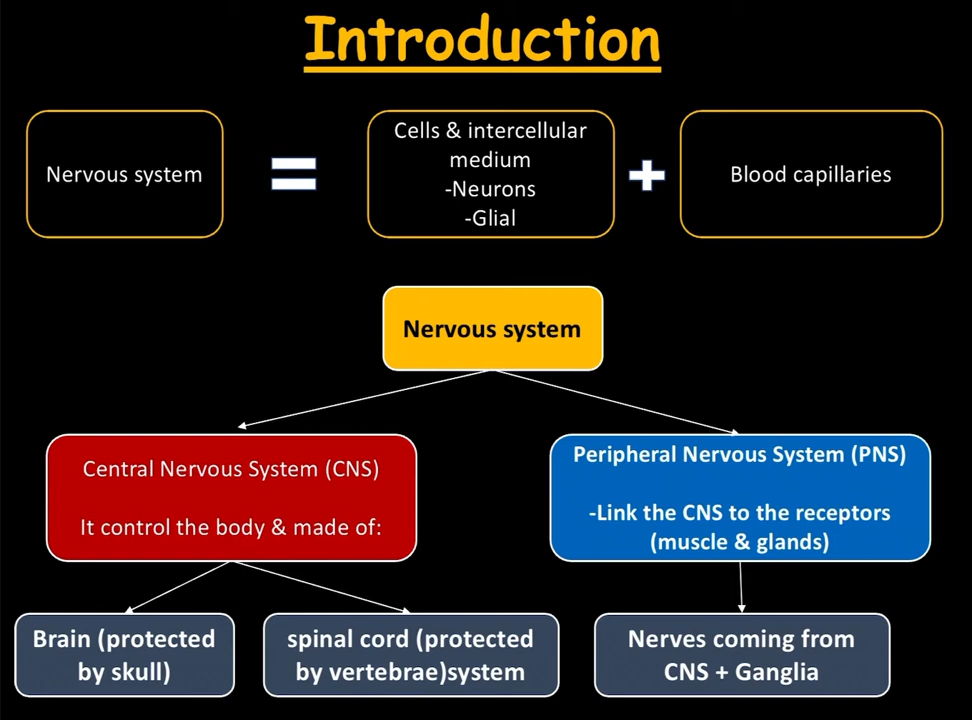 Introduction
Nervous system
Cells & intercellular
medium
-Neurons
-Glial
Blood capillaries
Nervous system
Central Nervous System (CNS)
It control the body & made of:
Peripheral Nervous System (PNS)
-Link the CNS to the receptors
(muscle & glands)
Brain (protected
by skull)
spinal cord (protected
by vertebrae)system
Nerves coming from
CNS + Ganglia